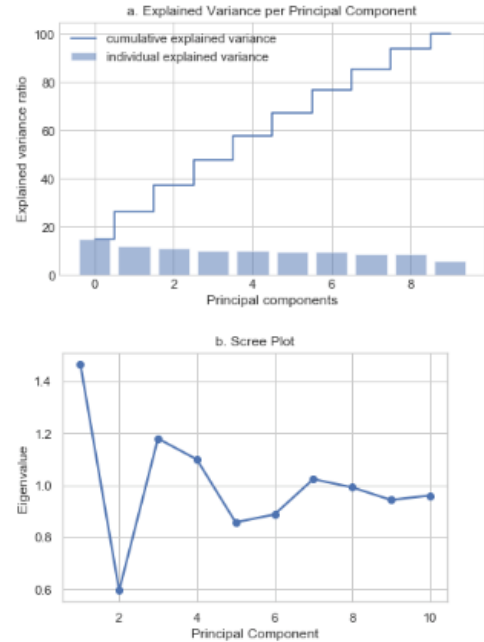 a. Explained Variance per Principal Component
100
cumulative explained variance
individual explained variance
80
60
40
20
0
Explained variance ratio
0 2 4 6 8
Principal components
b. Scree Plot
1.4
1.2
1.0
0.8
0.6
Eigenvalue
2 4 6 8 10
Principal Component